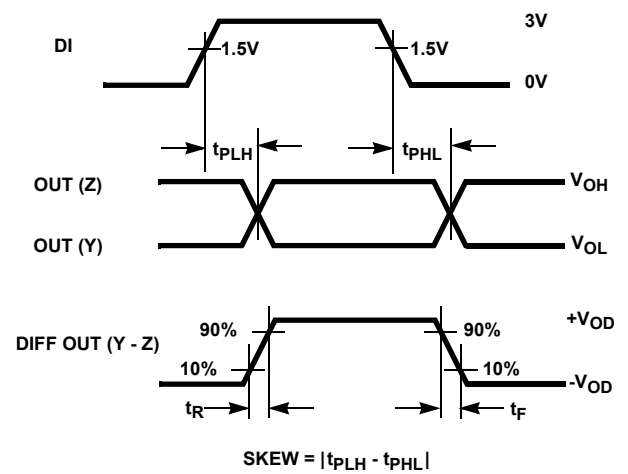 3V
DI
1.5V
1.5V
0V
tPLH
tPHL
OUT (Z)
VOH
OUT (Y)
VOL
+VOD
90%
90%
DIFF OUT (Y - Z)
10%
10%
-VOD
tR
tF
SKEW = |tPLH - tPHL|